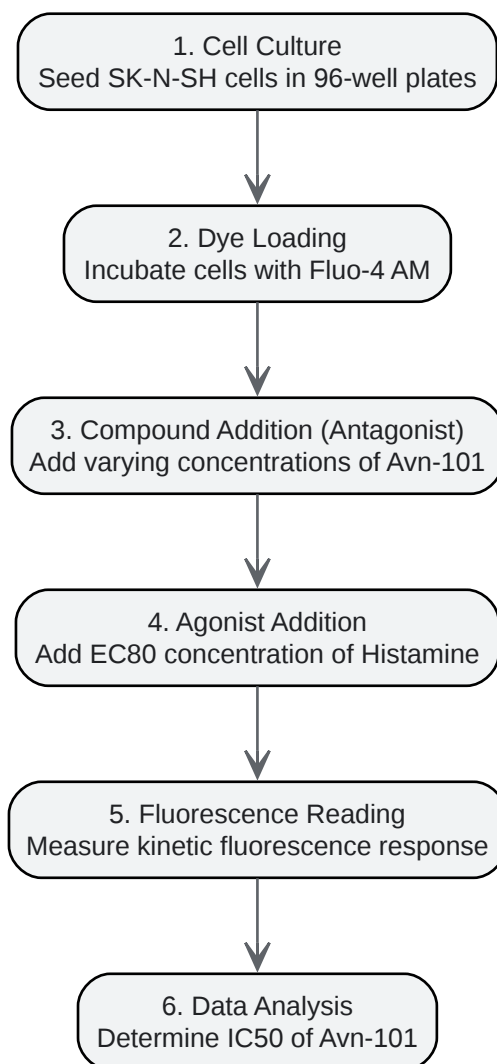 1. Cell Culture
Seed SK-N-SH cells in 96-well plates
2. Dye Loading
Incubate cells with Fluo-4 AM
3. Compound Addition (Antagonist)
Add varying concentrations of Avn-101
4. Agonist Addition
Add EC80 concentration of Histamine
5. Fluorescence Reading
Measure kinetic fluorescence response
6. Data Analysis
Determine IC50 of Avn-101